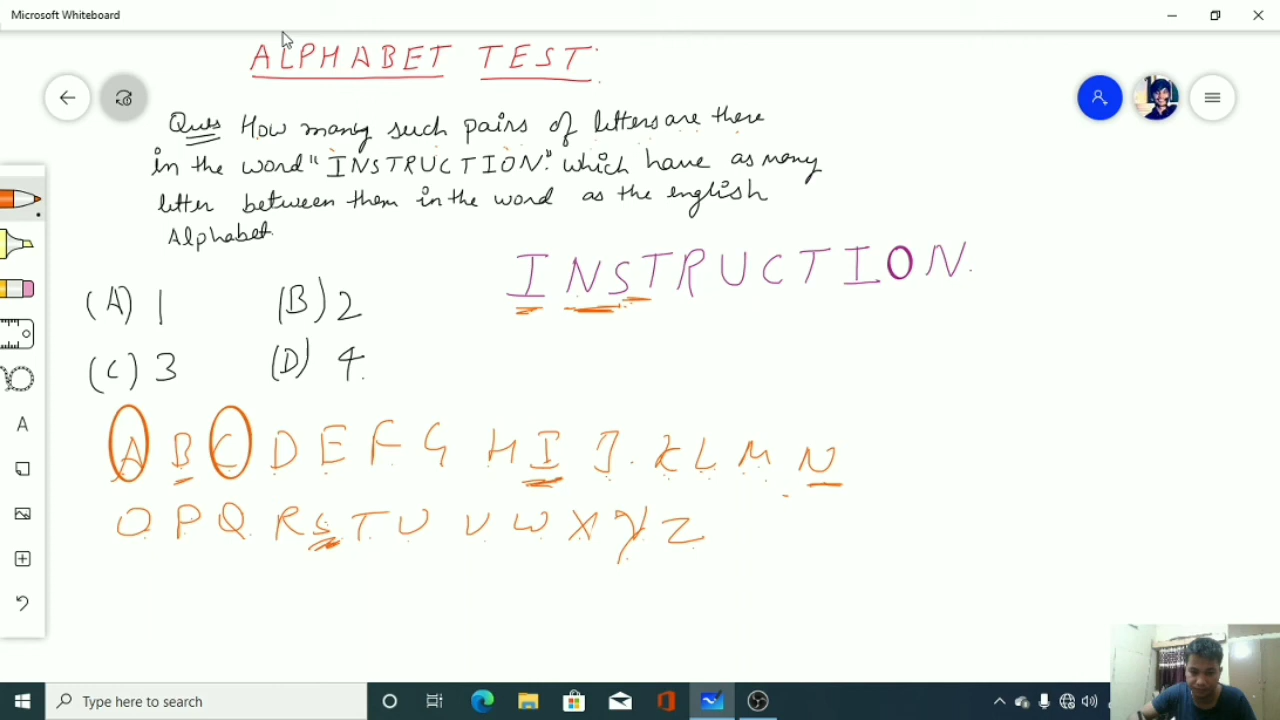 Microsoft Whiteboard
ALPHABET TEST:
Ques How many such pairs of letters are there
in the word "INSTRUCTION." which have as many
letter between them in the word as the english
Alphabet.
INSTRUCTION.
(A) 1 (B) 2
(C) 3 (D) 4.
A B C D E F G H I J K L M N
O P Q R S T U V W X Y Z
A
Type here to search